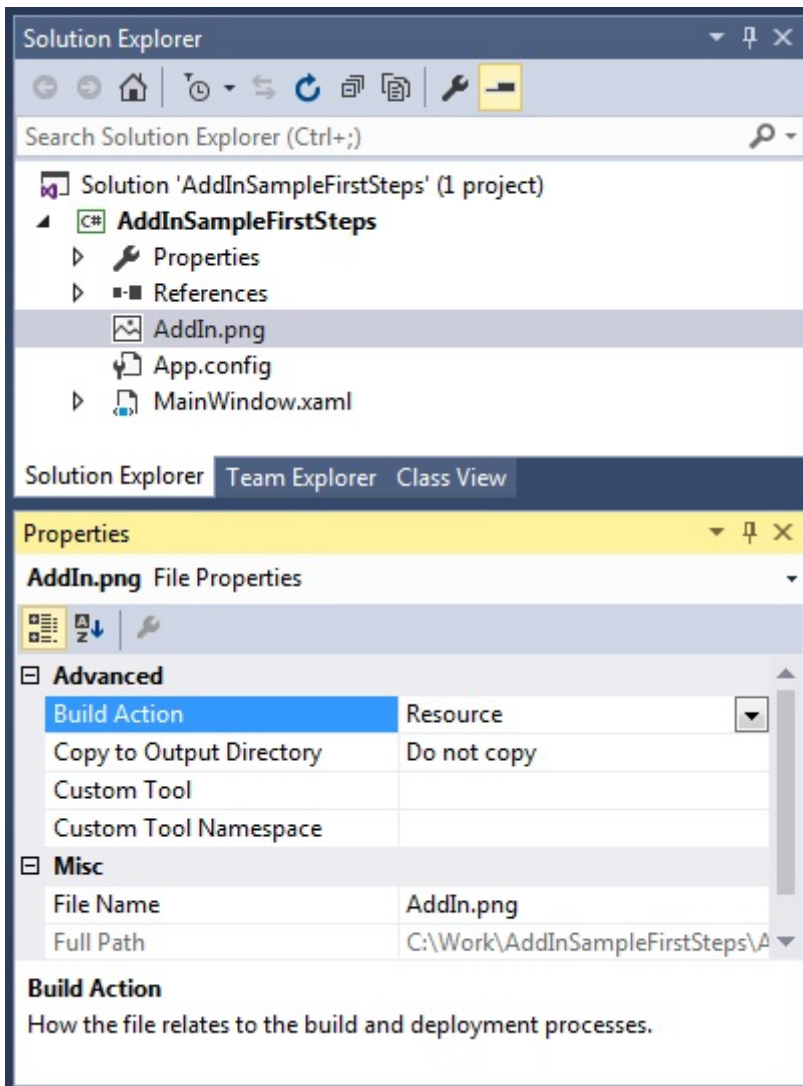 Solution Explorer
Search Solution Explorer (Ctrl+;)
Solution 'AddInSampleFirstSteps' (1 project)
C# AddInSampleFirstSteps
Properties
References
AddIn.png
App.config
MainWindow.xaml
Solution Explorer Team Explorer Class View
Properties
AddIn.png File Properties
Advanced
Build Action Resource
Copy to Output Directory Do not copy
Custom Tool
Custom Tool Namespace
Misc
File Name AddIn.png
Full Path C:\Work\AddInSampleFirstSteps\A
Build Action
How the file relates to the build and deployment processes.